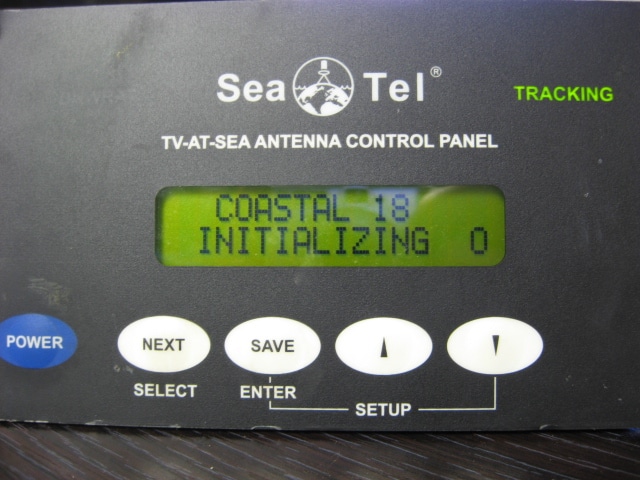 Sea Tel®
TRACKING
TV-AT-SEA ANTENNA CONTROL PANEL
COASTAL 18
INITIALIZING 0
POWER NEXT SAVE
SELECT ENTER
SETUP